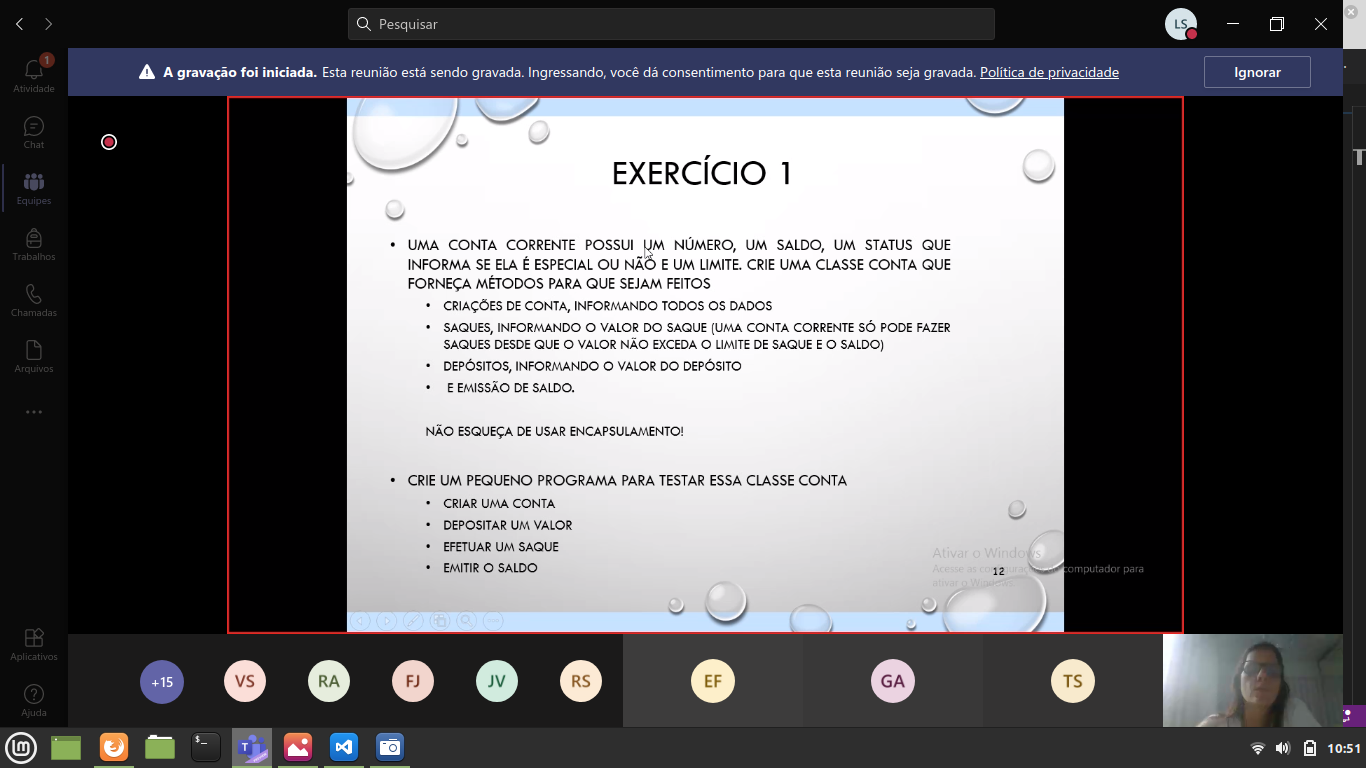 Pesquisar
LS
A gravação foi iniciada. Esta reunião está sendo gravada. Ingressando, você dá consentimento para que esta reunião seja gravada. Política de privacidade
Ignorar
1
Atividade
Chat
Equipes
Trabalhos
Chamadas
Arquivos
Aplicativos
Ajuda
EXERCÍCIO 1
• UMA CONTA CORRENTE POSSUI UM NÚMERO, UM SALDO, UM STATUS QUE
INFORMA SE ELA É ESPECIAL OU NÃO E UM LIMITE. CRIE UMA CLASSE CONTA QUE
FORNEÇA MÉTODOS PARA QUE SEJAM FEITOS
• CRIAÇÕES DE CONTA, INFORMANDO TODOS OS DADOS
• SAQUES, INFORMANDO O VALOR DO SAQUE (UMA CONTA CORRENTE SÓ PODE FAZER
SAQUES DESDE QUE O VALOR NÃO EXCEDA O LIMITE DE SAQUE E O SALDO)
• DEPÓSITOS, INFORMANDO O VALOR DO DEPÓSITO
• E EMISSÃO DE SALDO.
NÃO ESQUEÇA DE USAR ENCAPSULAMENTO!
• CRIE UM PEQUENO PROGRAMA PARA TESTAR ESSA CLASSE CONTA
• CRIAR UMA CONTA
• DEPOSITAR UM VALOR
• EFETUAR UM SAQUE
• EMITIR O SALDO
Ativar o Windows
Acesse as configurações do computador para
ativar o Windows.
12
+15
VS
RA
FJ
JV
RS
EF
GA
TS
10:51